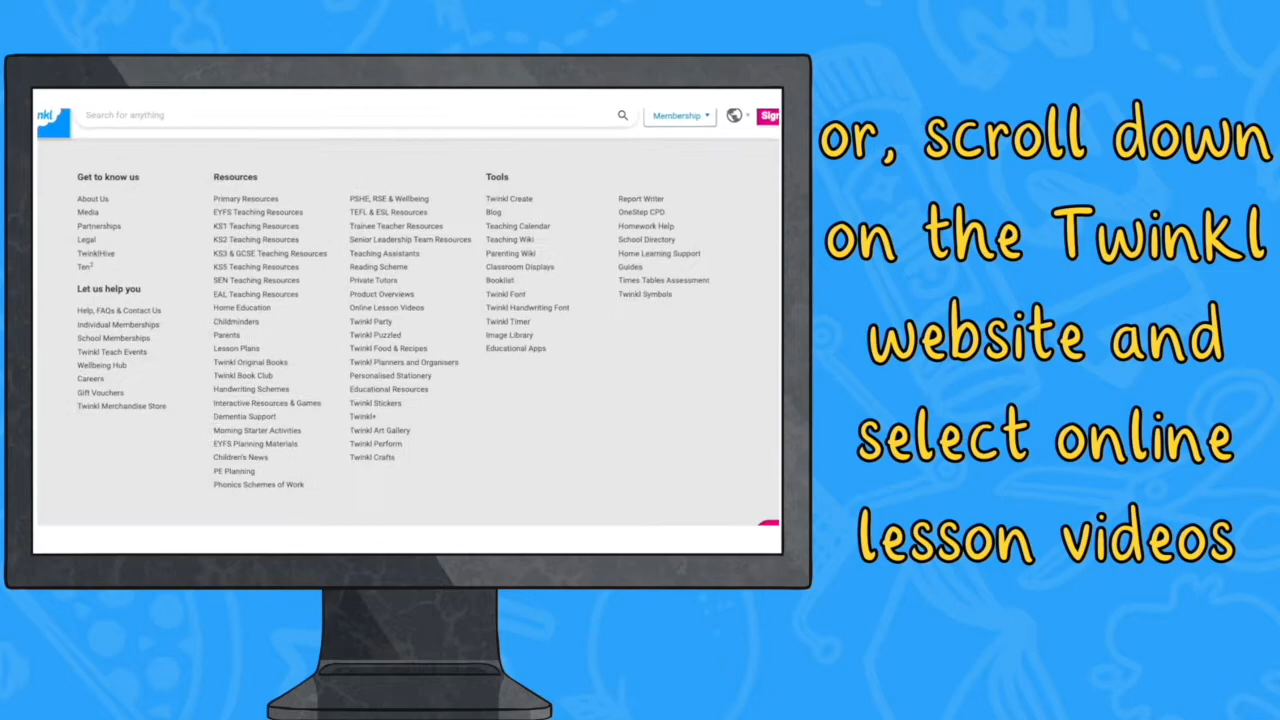 nkl
Search for anything
Membership
Sign
or, scroll down
on the Twinkl
website and
select online
lesson videos
Get to know us
About Us
Media
Partnerships
Legal
TwinklHive
Ten²
Let us help you
Help, FAQs & Contact Us
Individual Memberships
School Memberships
Twinkl Teach Events
Wellbeing Hub
Careers
Gift Vouchers
Twinkl Merchandise Store
Resources
Primary Resources
EYFS Teaching Resources
KS1 Teaching Resources
KS2 Teaching Resources
KS3 & GCSE Teaching Resources
KS5 Teaching Resources
SEN Teaching Resources
EAL Teaching Resources
Home Education
Childminders
Parents
Lesson Plans
Twinkl Original Books
Twinkl Book Club
Handwriting Schemes
Interactive Resources & Games
Dementia Support
Morning Starter Activities
EYFS Planning Materials
Children's News
PE Planning
Phonics Schemes of Work
PSHE, RSE & Wellbeing
TEFL & ESL Resources
Trainee Teacher Resources
Senior Leadership Team Resources
Teaching Assistants
Reading Scheme
Private Tutors
Product Overviews
Online Lesson Videos
Twinkl Party
Twinkl Puzzled
Twinkl Food & Recipes
Twinkl Planners and Organisers
Personalised Stationery
Educational Resources
Twinkl Stickers
Twinkl+
Twinkl Art Gallery
Twinkl Perform
Twinkl Crafts
Tools
Twinkl Create
Blog
Teaching Calendar
Teaching Wiki
Parenting Wiki
Classroom Displays
Booklist
Twinkl Font
Twinkl Handwriting Font
Twinkl Timer
Image Library
Educational Apps
Report Writer
OneStep CPD
Homework Help
School Directory
Home Learning Support
Guides
Times Tables Assessment
Twinkl Symbols